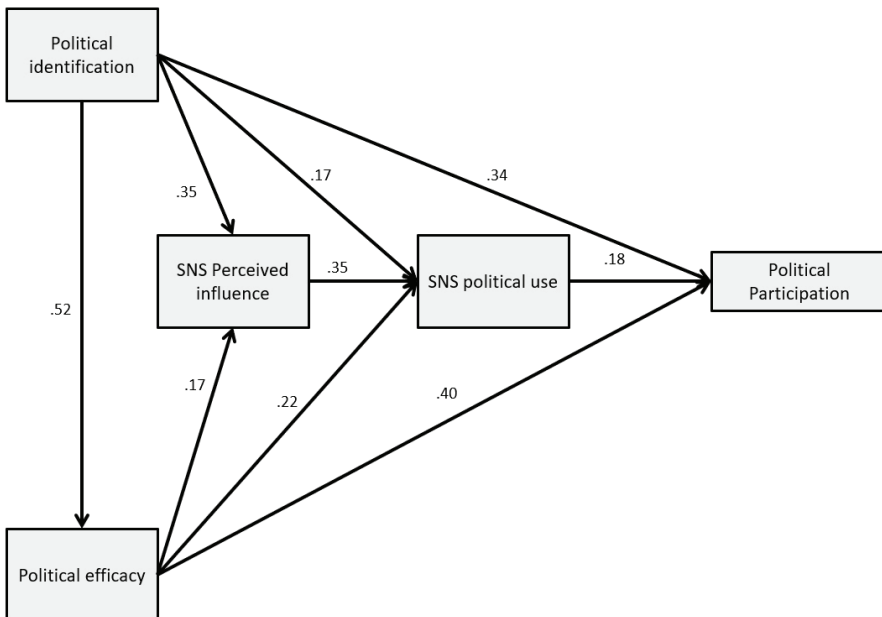 Political
identification
.17
.34
.35
SNS Perceived
influence
.35
SNS political use
.18
Political
Participation
.52
.17
.22
.40
Political efficacy